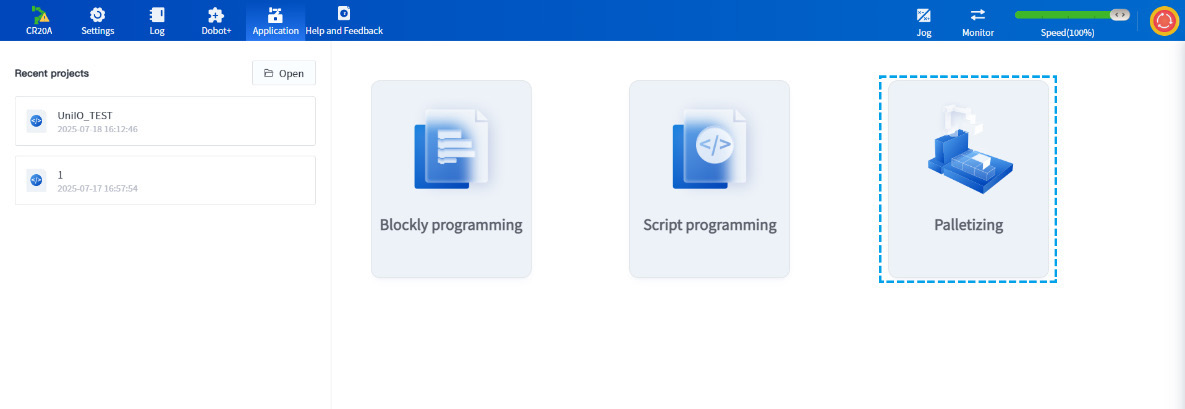 CR20A
Settings
Log
Dobot+
Application
Help and Feedback
Jog
Monitor
Speed(100%)
Recent projects
Open
UniIO_TEST
2025-07-18 16:12:46
1
2025-07-17 16:57:54
Blockly programming
</>
Script programming
Palletizing